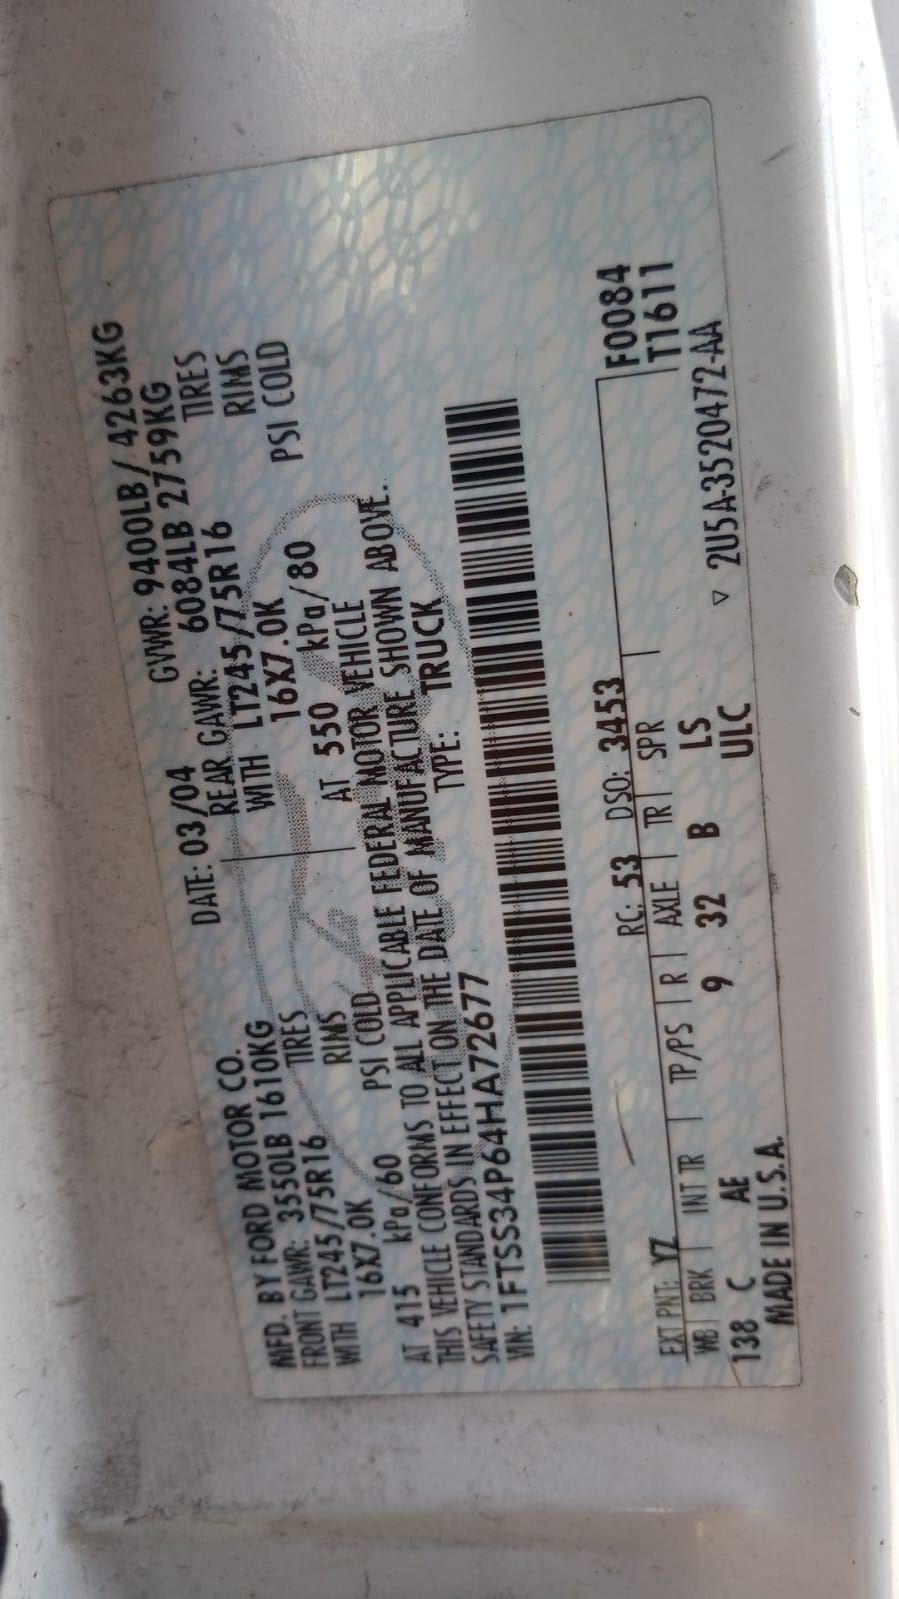 MFD. BY FORD MOTOR CO. DATE: 03/04 GVWR: 9400LB/ 4263KG
FRONT GAWR: 3550LB 1610KG REAR GAWR: 6084LB 2759KG
WITH LT245/75R16 TIRES WITH LT245/75R16 TIRES
16X7.0K RIMS 16X7.0K RIMS
AT 415 kPa/60 PSI COLD AT 550 kPa/80 PSI COLD
THIS VEHICLE CONFORMS TO ALL APPLICABLE FEDERAL MOTOR VEHICLE
SAFETY STANDARDS IN EFFECT ON THE DATE OF MANUFACTURE SHOWN ABOVE.
VIN: 1FTSS34P64HA72677 TYPE: TRUCK
F0084
EXT PNT: YZ RC: 53 DSO: 3453 T1611
WB BRK INT TR TP/PS R AXLE TR SPR
138 C AE 9 32 B LS
MADE IN U.S.A. ULC ▽ 2U5A-3520472-AA